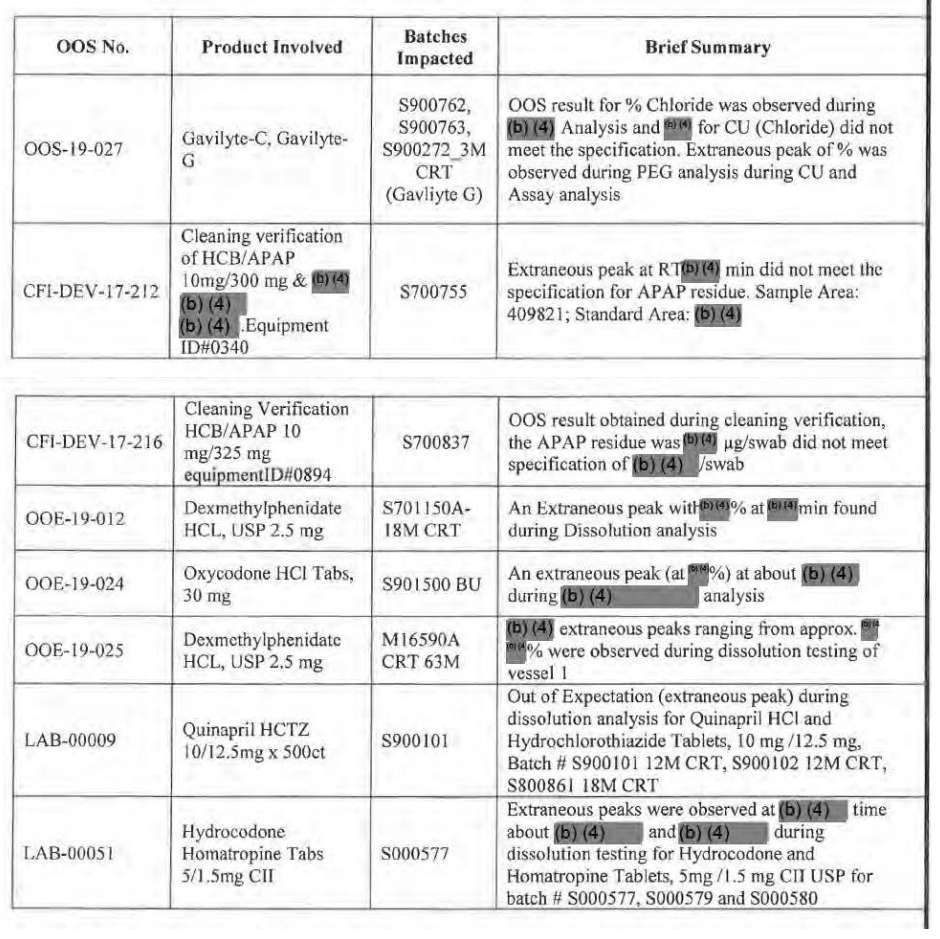 OOS No.
Product Involved
Batches
Impacted
Brief Summary
OOS-19-027
Gavilyte-C, Gavilyte-
G
S900762,
S900763,
S900272_3M
CRT
(Gavliyte G)
OOS result for % Chloride was observed during
(b) (4) Analysis and (b) (4) for CU (Chloride) did not
meet the specification. Extraneous peak of % was
observed during PEG analysis during CU and
Assay analysis
CFI-DEV-17-212
Cleaning verification
of HCB/APAP
10mg/300 mg & (b) (4)
(b) (4)
(b) (4) .Equipment
ID#0340
S700755
Extraneous peak at RT(b) (4) min did not meet the
specification for APAP residue. Sample Area:
409821; Standard Area: (b) (4)
CFI-DEV-17-216
Cleaning Verification
HCB/APAP 10
mg/325 mg
equipmentID#0894
S700837
OOS result obtained during cleaning verification,
the APAP residue was (b) (4) µg/swab did not meet
specification of (b) (4) /swab
OOE-19-012
Dexmethylphenidate
HCL, USP 2.5 mg
S701150A-
18M CRT
An Extraneous peak with (b) (4)% at (b) (4) min found
during Dissolution analysis
OOE-19-024
Oxycodone HCl Tabs,
30 mg
S901500 BU
An extraneous peak (at (b) (4)%) at about (b) (4)
during (b) (4) analysis
OOE-19-025
Dexmethylphenidate
HCL, USP 2.5 mg
M16590A
CRT 63M
(b) (4) extraneous peaks ranging from approx. (b) (4)
(b) (4)% were observed during dissolution testing of
vessel 1
LAB-00009
Quinapril HCTZ
10/12.5mg x 500ct
S900101
Out of Expectation (extraneous peak) during
dissolution analysis for Quinapril HCl and
Hydrochlorothiazide Tablets, 10 mg /12.5 mg,
Batch # S900101 12M CRT, S900102 12M CRT,
S800861 18M CRT
LAB-00051
Hydrocodone
Homatropine Tabs
5/1.5mg CII
S000577
Extraneous peaks were observed at (b) (4) time
about (b) (4) and (b) (4) during
dissolution testing for Hydrocodone and
Homatropine Tablets, 5mg /1.5 mg CII USP for
batch # S000577, S000579 and S000580